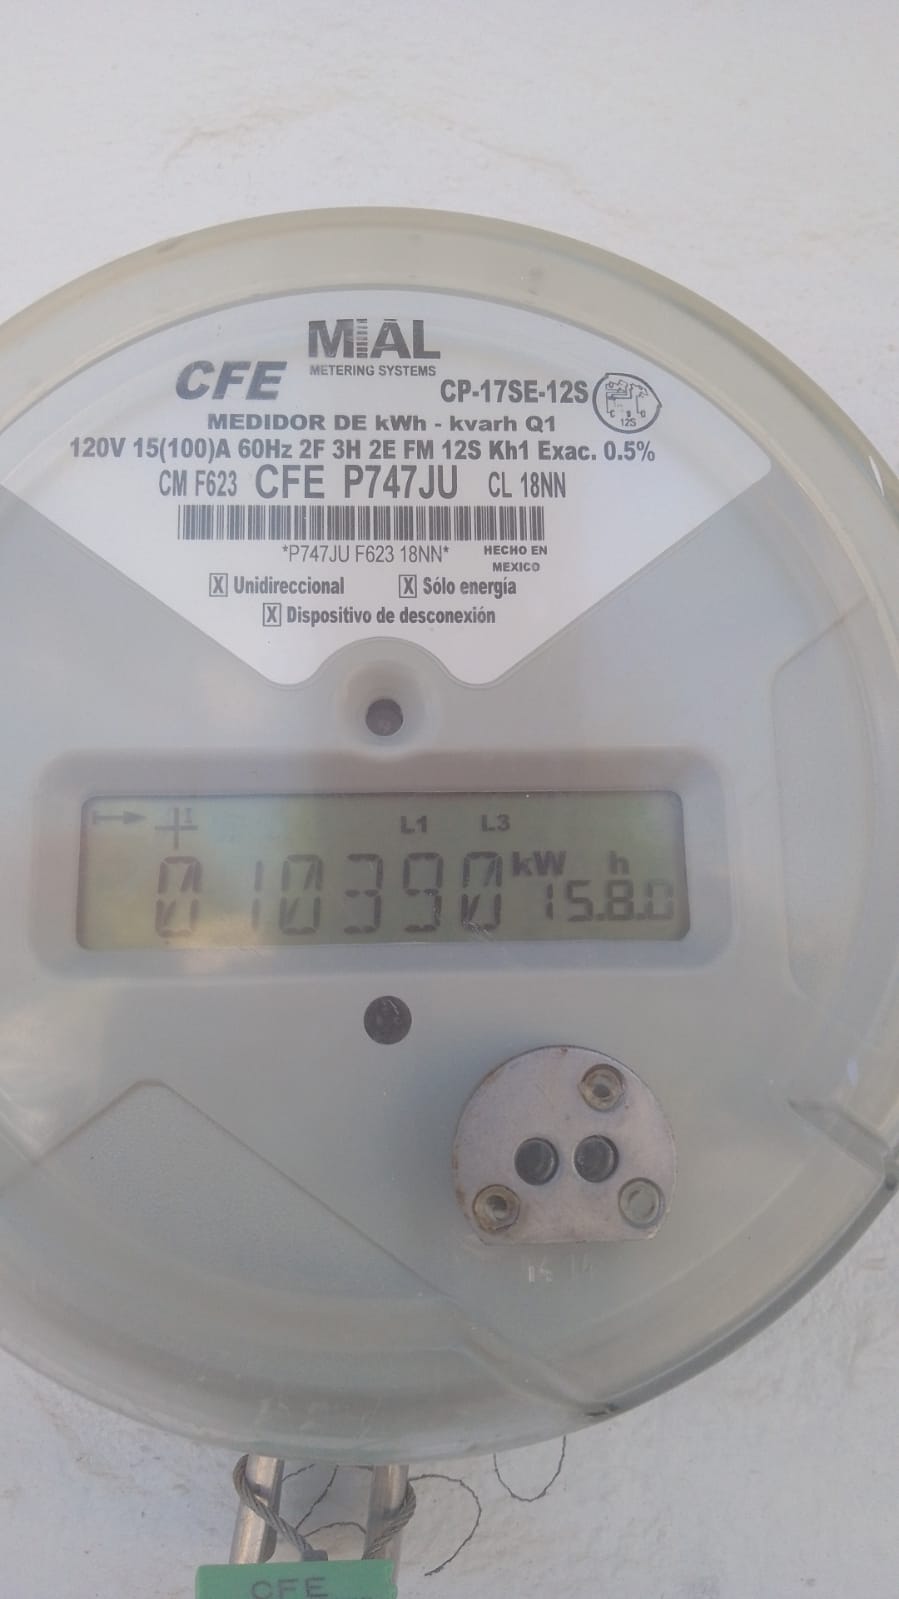 MIAL
METERING SYSTEMS
CFE
CP-17SE-12S
12S
MEDIDOR DE kWh - kvarh Q1
120V 15(100)A 60Hz 2F 3H 2E FM 12S Kh1 Exac. 0.5%
CM F623 CFE P747JU CL 18NN
*P747JU F623 18NN*
HECHO EN
MEXICO
X Unidireccional X Sólo energía
X Dispositivo de desconexión
L1 L3
010390 kW h 15.8.0
CFE